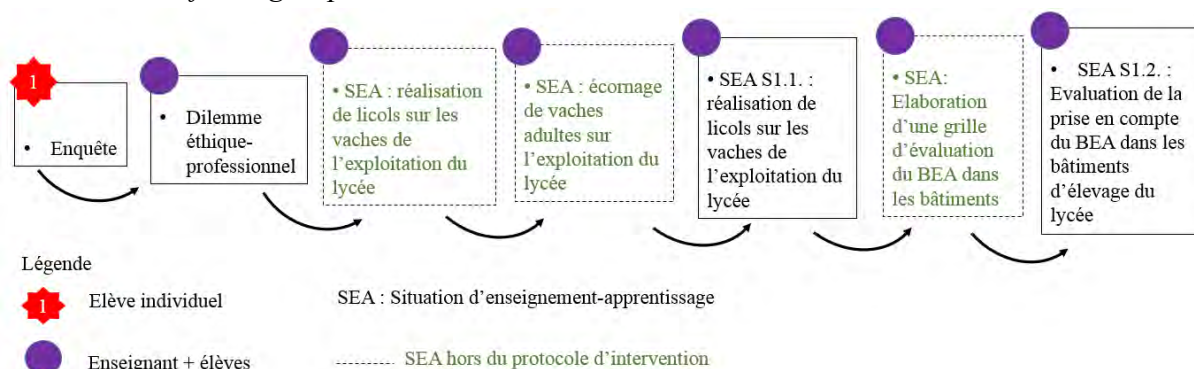 1
• Enquête
• Dilemme
éthique-
professionnel
• SEA : réalisation
de licols sur les
vaches de
l'exploitation du
lycée
• SEA : écornage
de vaches
adultes sur
l'exploitation du
lycée
• SEA S1.1. :
réalisation de
licols sur les
vaches de
l'exploitation du
lycée
• SEA:
Elaboration
d'une grille
d'évaluation
du BEA dans
les bâtiments
• SEA S1.2. :
Evaluation de la
prise en compte
du BEA dans les
bâtiments
d'élevage du
lycée
Légende
1 Elève individuel
SEA : Situation d'enseignement-apprentissage
Enseignant + élèves
SEA hors du protocole d'intervention